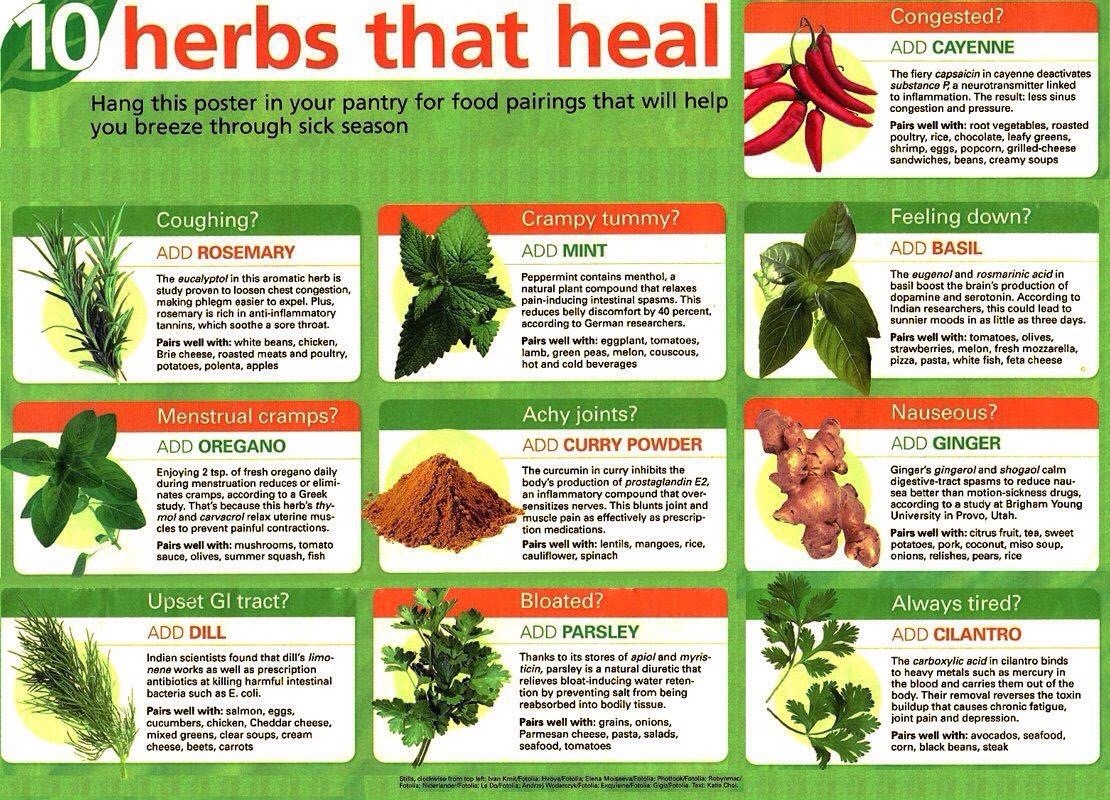 10 herbs that heal
Hang this poster in your pantry for food pairings that will help
you breeze through sick season
Congested?
ADD CAYENNE
The fiery capsaicin in cayenne deactivates
substance P, a neurotransmitter linked
to inflammation. The result: less sinus
congestion and pressure.
Pairs well with: root vegetables, roasted
poultry, rice, chocolate, leafy greens,
shrimp, eggs, popcorn, grilled-cheese
sandwiches, beans, creamy soups
Coughing?
ADD ROSEMARY
The eucalyptol in this aromatic herb is
study proven to loosen chest congestion,
making phlegm easier to expel. Plus,
rosemary is rich in anti-inflammatory
tannins, which soothe a sore throat.
Pairs well with: white beans, chicken,
Brie cheese, roasted meats and poultry,
potatoes, polenta, apples
Crampy tummy?
ADD MINT
Peppermint contains menthol, a
natural plant compound that relaxes
pain-inducing intestinal spasms. This
reduces belly discomfort by 40 percent,
according to German researchers.
Pairs well with: eggplant, tomatoes,
lamb, green peas, melon, couscous,
hot and cold beverages
Feeling down?
ADD BASIL
The eugenol and rosmarinic acid in
basil boost the brain's production of
dopamine and serotonin. According to
Indian researchers, this could lead to
sunnier moods in as little as three days.
Pairs well with: tomatoes, olives,
strawberries, melon, fresh mozzarella,
pizza, pasta, white fish, feta cheese
Menstrual cramps?
ADD OREGANO
Enjoying 2 tsp. of fresh oregano daily
during menstruation reduces or elimi-
nates cramps, according to a Greek
study. That's because this herb's thy-
mol and carvacrol relax uterine mus-
cles to prevent painful contractions.
Pairs well with: mushrooms, tomato
sauce, olives, summer squash, fish
Achy joints?
ADD CURRY POWDER
The curcumin in curry inhibits the
body's production of prostaglandin E2,
an inflammatory compound that over-
sensitizes nerves. This blunts joint and
muscle pain as effectively as prescrip-
tion medications.
Pairs well with: lentils, mangoes, rice,
cauliflower, spinach
Nauseous?
ADD GINGER
Ginger's gingerol and shogaol calm
digestive-tract spasms to reduce nau-
sea better than motion-sickness drugs,
according to a study at Brigham Young
University in Provo, Utah.
Pairs well with: citrus fruit, tea, sweet
potatoes, pork, coconut, miso soup,
onions, relishes, pears, rice
Upset GI tract?
ADD DILL
Indian scientists found that dill's limo-
nene works as well as prescription
antibiotics at killing harmful intestinal
bacteria such as E. coli.
Pairs well with: salmon, eggs,
cucumbers, chicken, Cheddar cheese,
mixed greens, clear soups, cream
cheese, beets, carrots
Bloated?
ADD PARSLEY
Thanks to its stores of apiol and myris-
ticin, parsley is a natural diuretic that
relieves bloat-inducing water reten-
tion by preventing salt from being
reabsorbed into bodily tissue.
Pairs well with: grains, onions,
Parmesan cheese, pasta, salads,
seafood, tomatoes
Always tired?
ADD CILANTRO
The carboxylic acid in cilantro binds
to heavy metals such as mercury in
the blood and carries them out of the
body. Their removal reverses the toxin
buildup that causes chronic fatigue,
joint pain and depression.
Pairs well with: avocados, seafood,
corn, black beans, steak
Stills, clockwise from top left: Ivan Kmit/Fotolia; Hvoya/Fotolia; Elena Moiseeva/Fotolia; Photlook/Fotolia; Robynmac/
Fotolia; Niderlander/Fotolia; Le Do/Fotolia; Andrzej Wodarczyk/Fotolia; Exquisine/Fotolia; Gigis/Fotolia. Text: Katie Choi.